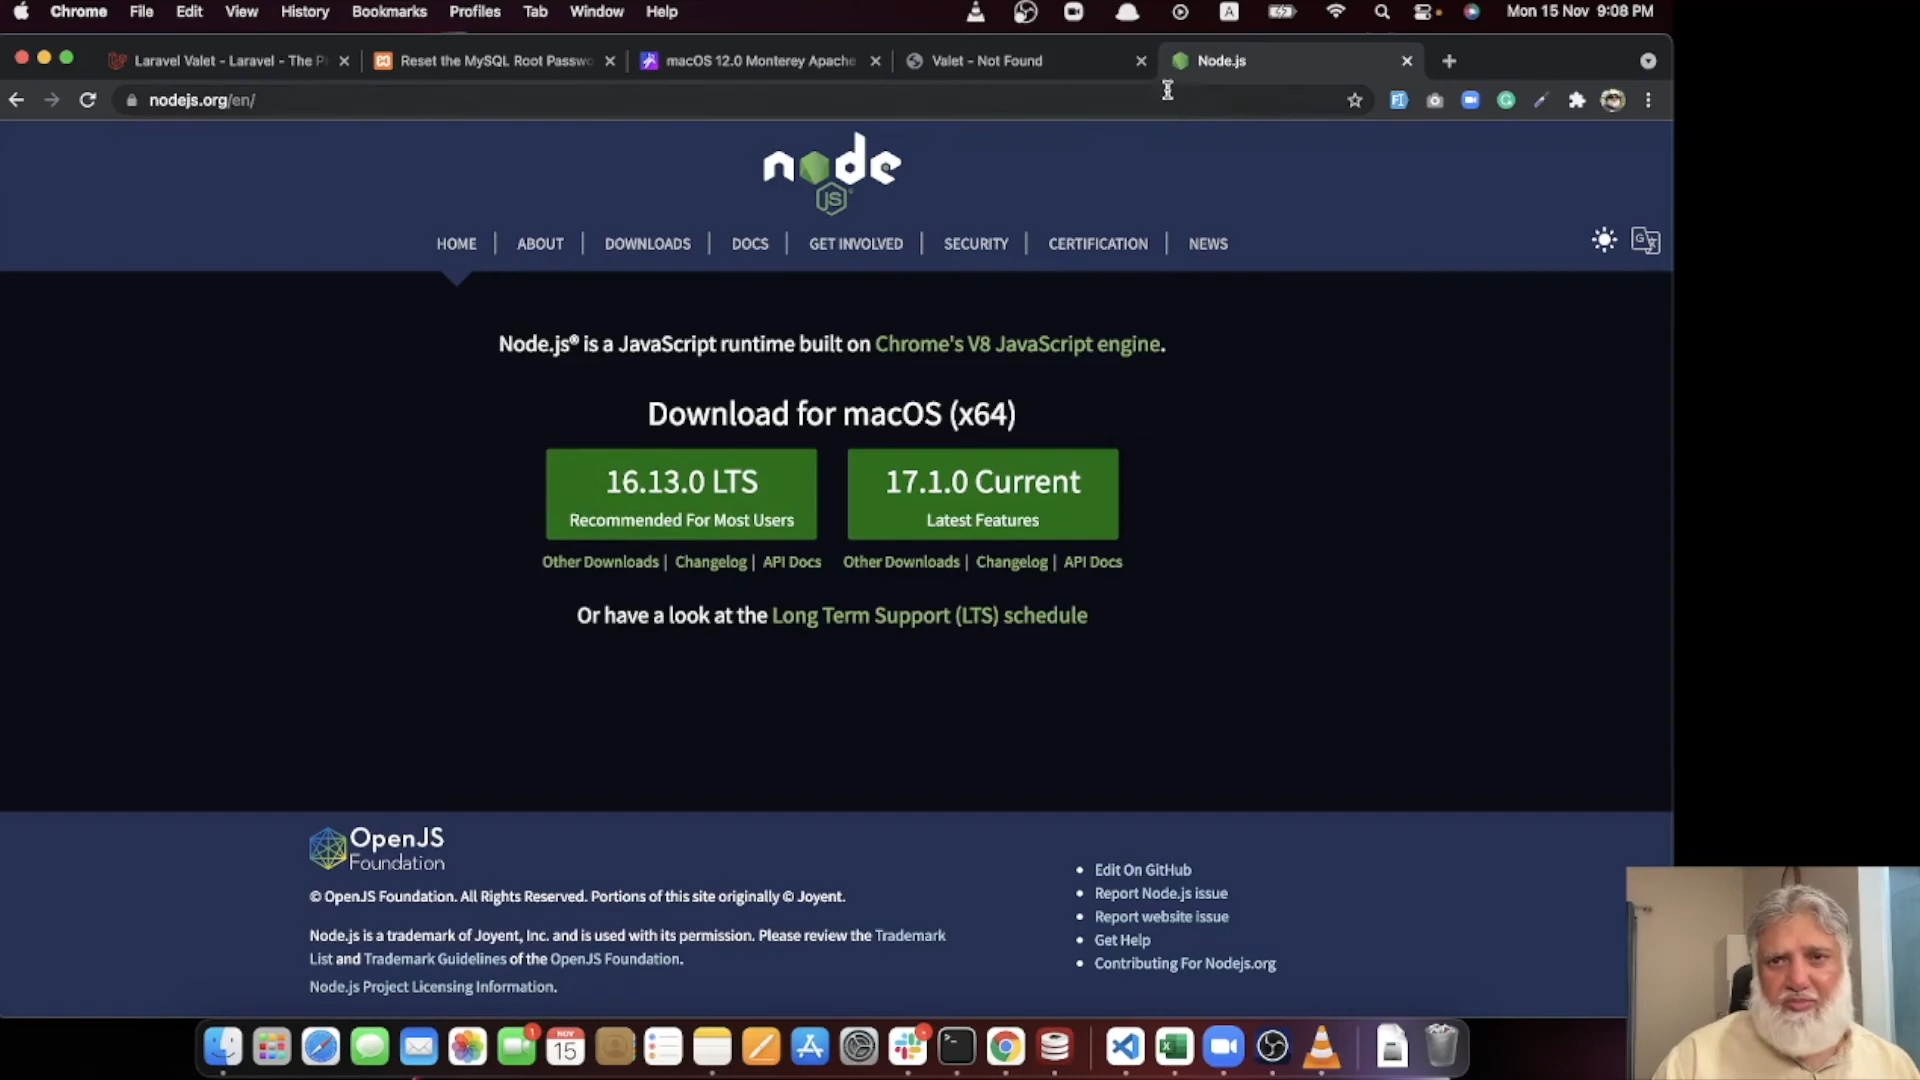 Chrome File Edit View History Bookmarks Profiles Tab Window Help A Mon 15 Nov 9:08 PM
Laravel Valet - Laravel - The P
Reset the MySQL Root Passwo
macOS 12.0 Monterey Apache
Valet - Not Found
Node.js
nodejs.org/en/
node
JS
HOME | ABOUT | DOWNLOADS | DOCS | GET INVOLVED | SECURITY | CERTIFICATION | NEWS
Node.js® is a JavaScript runtime built on Chrome's V8 JavaScript engine.
Download for macOS (x64)
16.13.0 LTS
Recommended For Most Users
17.1.0 Current
Latest Features
Other Downloads | Changelog | API Docs
Other Downloads | Changelog | API Docs
Or have a look at the Long Term Support (LTS) schedule
OpenJS
Foundation
© OpenJS Foundation. All Rights Reserved. Portions of this site originally © Joyent.
Node.js is a trademark of Joyent, Inc. and is used with its permission. Please review the Trademark
List and Trademark Guidelines of the OpenJS Foundation.
Node.js Project Licensing Information.
Edit On GitHub
Report Node.js issue
Report website issue
Get Help
Contributing For Nodejs.org
1
NOV
15